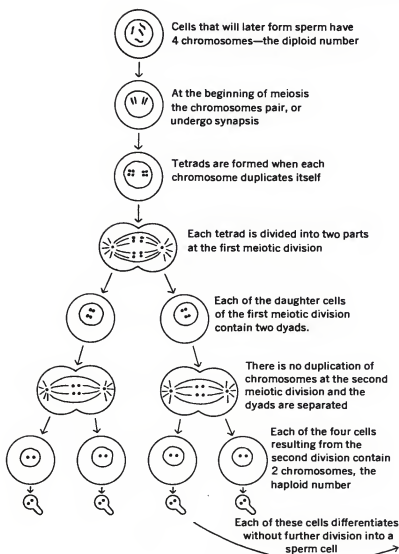 Cells that will later form sperm have
4 chromosomes—the diploid number
At the beginning of meiosis
the chromosomes pair, or
undergo synapsis
Tetrads are formed when each
chromosome duplicates itself
Each tetrad is divided into two parts
at the first meiotic division
Each of the daughter cells
of the first meiotic division
contain two dyads.
There is no duplication of
chromosomes at the second
meiotic division and the
dyads are separated
Each of the four cells
resulting from the
second division contain
2 chromosomes, the
haploid number
Each of these cells differentiates
without further division into a
sperm cell